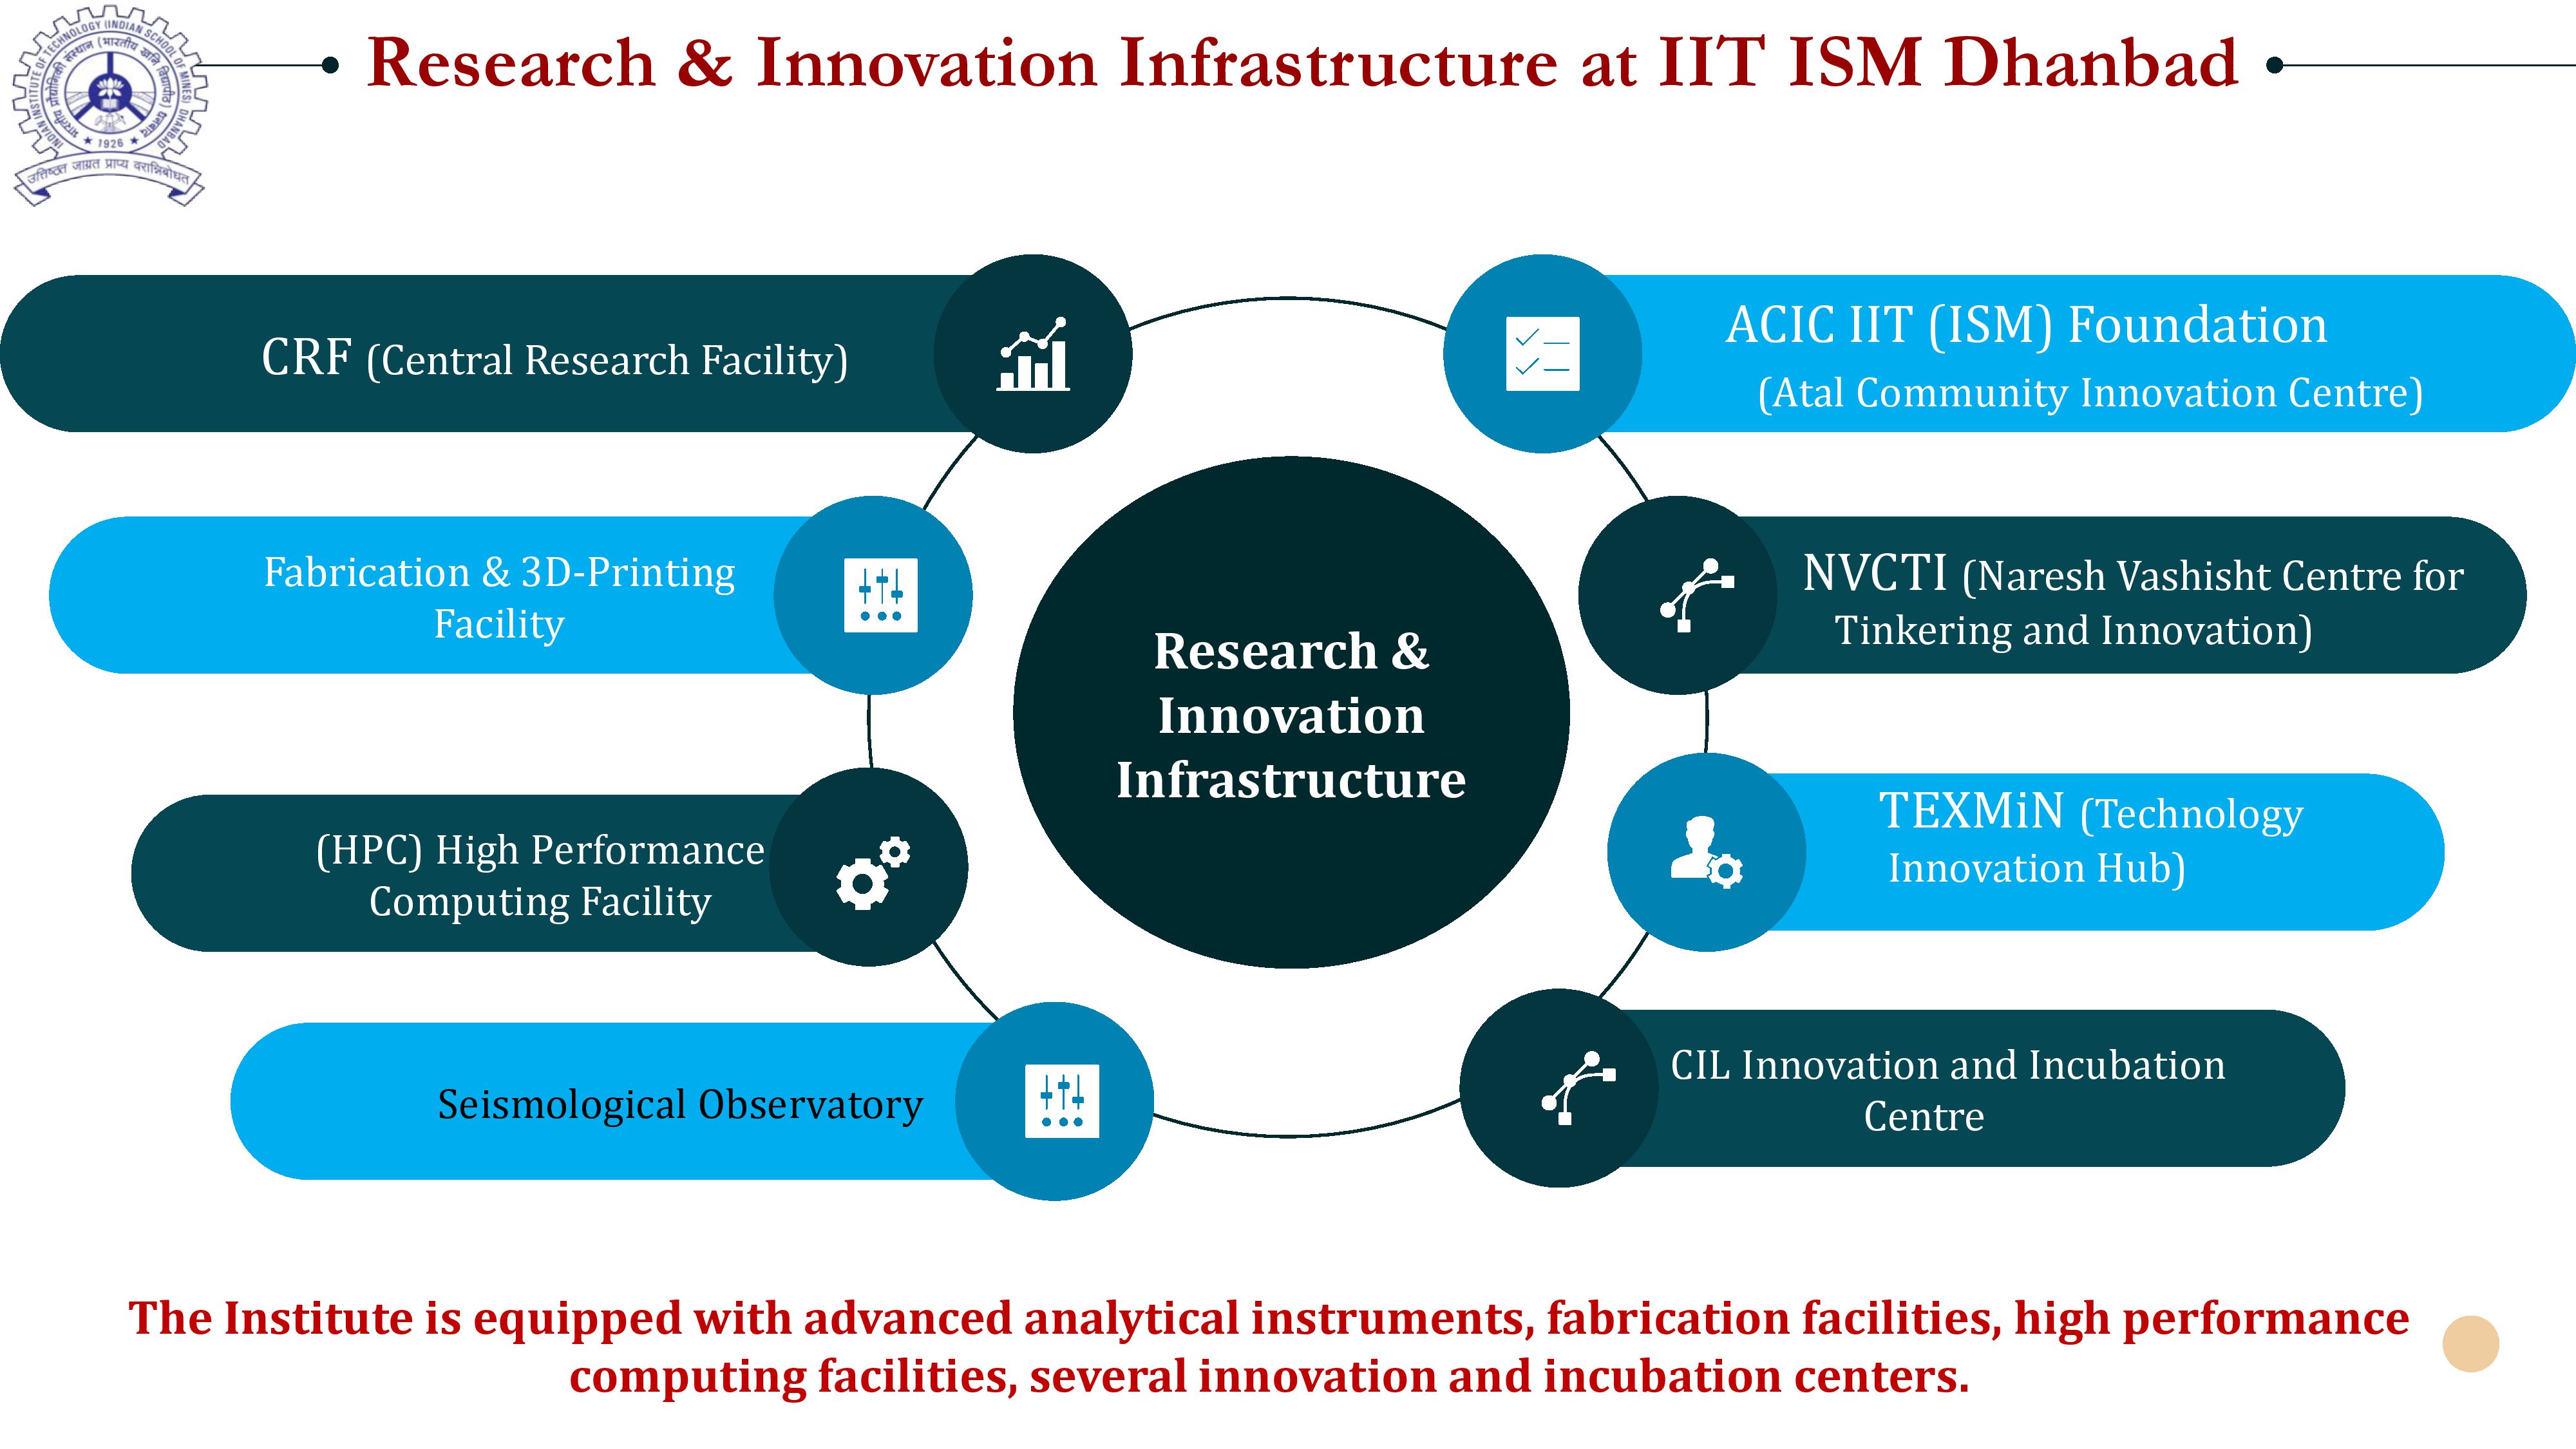 Research & Innovation Infrastructure at IIT ISM Dhanbad
INDIAN INSTITUTE OF TECHNOLOGY (INDIAN SCHOOL OF MINES) DHANBAD
1926
उत्तिष्ठत जाग्रत प्राप्य वरान्निबोधत
CRF (Central Research Facility)
Fabrication & 3D-Printing
Facility
(HPC) High Performance
Computing Facility
Seismological Observatory
Research &
Innovation
Infrastructure
ACIC IIT (ISM) Foundation
(Atal Community Innovation Centre)
NVCTI (Naresh Vashisht Centre for
Tinkering and Innovation)
TEXMiN (Technology
Innovation Hub)
CIL Innovation and Incubation
Centre
The Institute is equipped with advanced analytical instruments, fabrication facilities, high performance
computing facilities, several innovation and incubation centers.